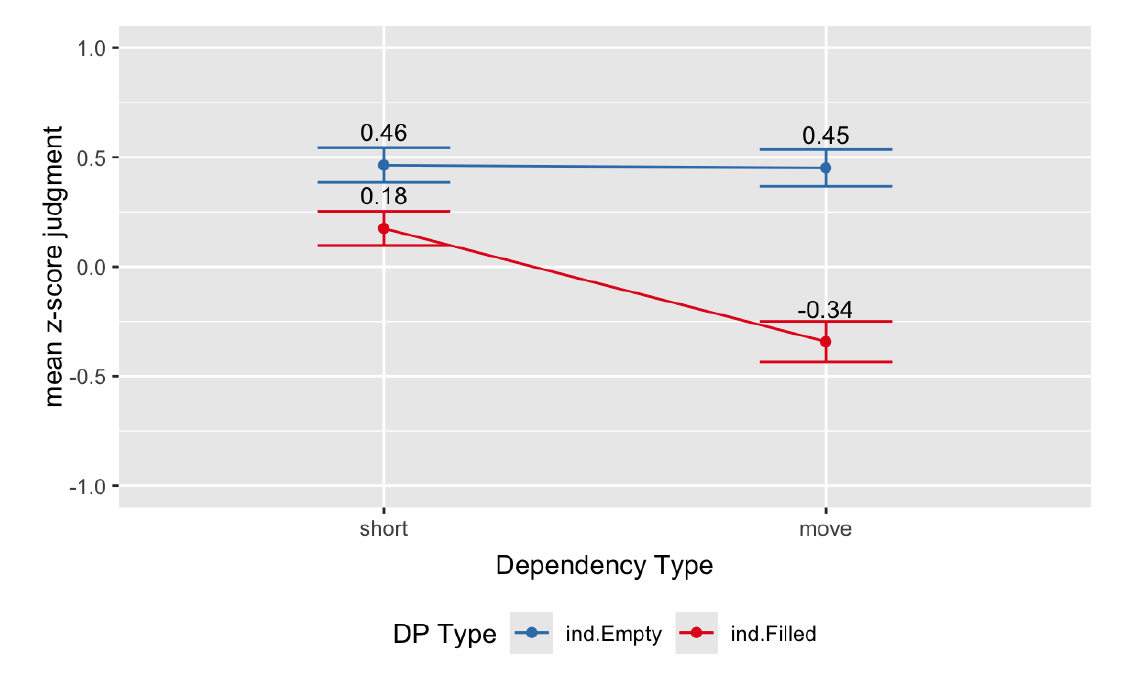 mean z-score judgment
1.0
0.5
0.0
-0.5
-1.0
0.46
0.45
0.18
-0.34
short move
Dependency Type
DP Type ind.Empty ind.Filled